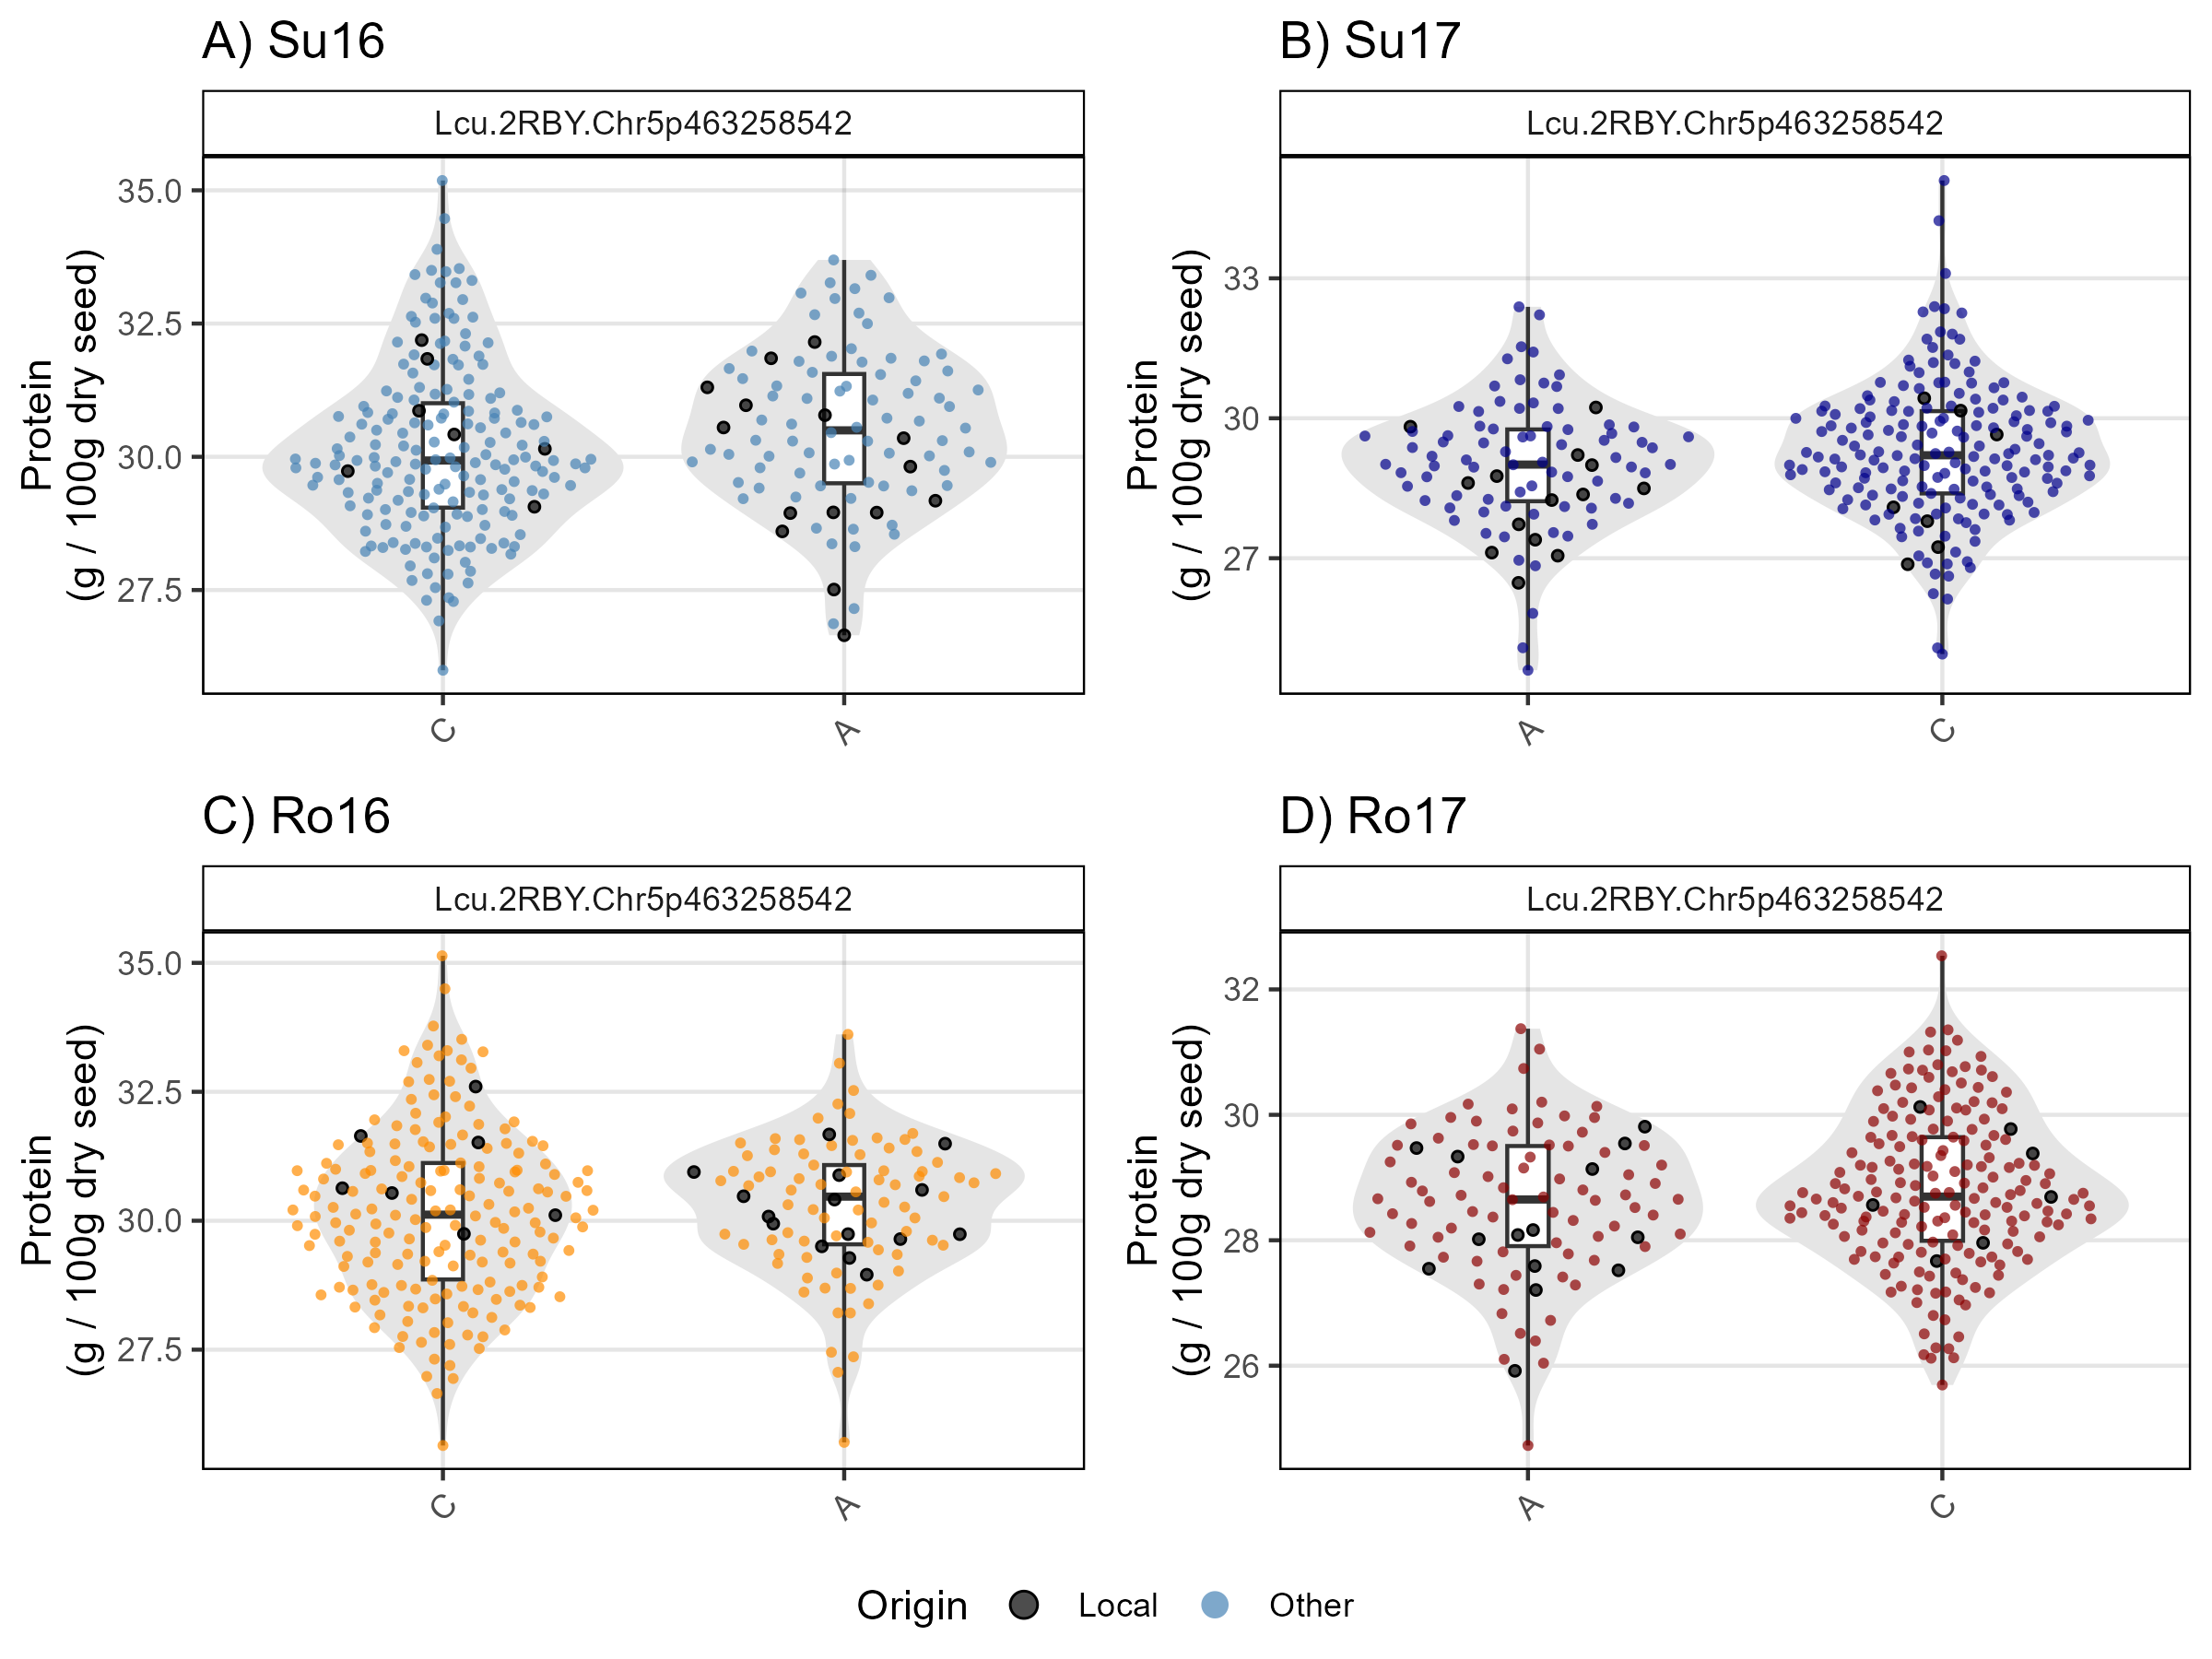 A) Su16
Lcu.2RBY.Chr5p463258542
Protein
(g / 100g dry seed)
35.0
32.5
30.0
27.5
C
A
B) Su17
Lcu.2RBY.Chr5p463258542
Protein
(g / 100g dry seed)
33
30
27
A
C
C) Ro16
Lcu.2RBY.Chr5p463258542
Protein
(g / 100g dry seed)
35.0
32.5
30.0
27.5
C
A
D) Ro17
Lcu.2RBY.Chr5p463258542
Protein
(g / 100g dry seed)
32
30
28
26
A
C
Origin Local Other